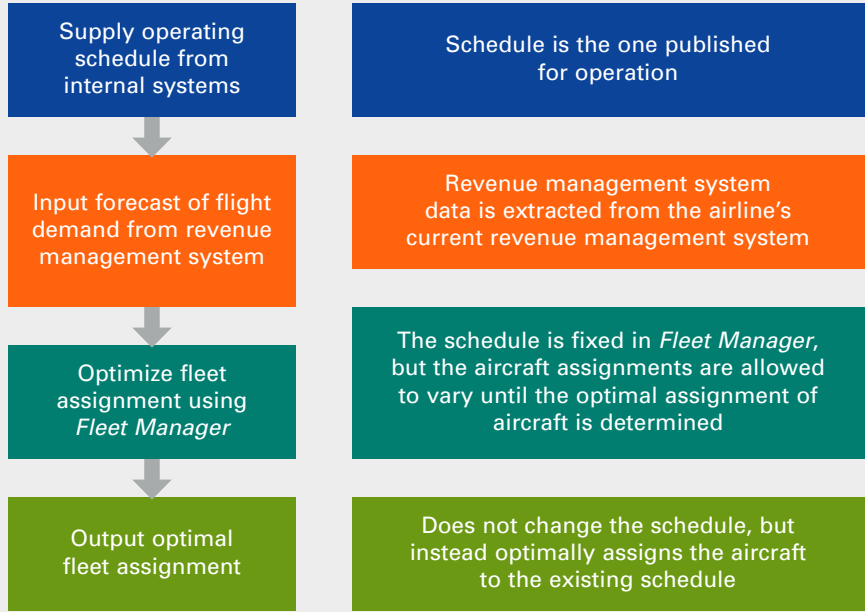 Supply operating
schedule from
internal systems
Schedule is the one published
for operation
Input forecast of flight
demand from revenue
management system
Revenue management system
data is extracted from the airline's
current revenue management system
Optimize fleet
assignment using
Fleet Manager
The schedule is fixed in Fleet Manager,
but the aircraft assignments are allowed
to vary until the optimal assignment of
aircraft is determined
Output optimal
fleet assignment
Does not change the schedule, but
instead optimally assigns the aircraft
to the existing schedule